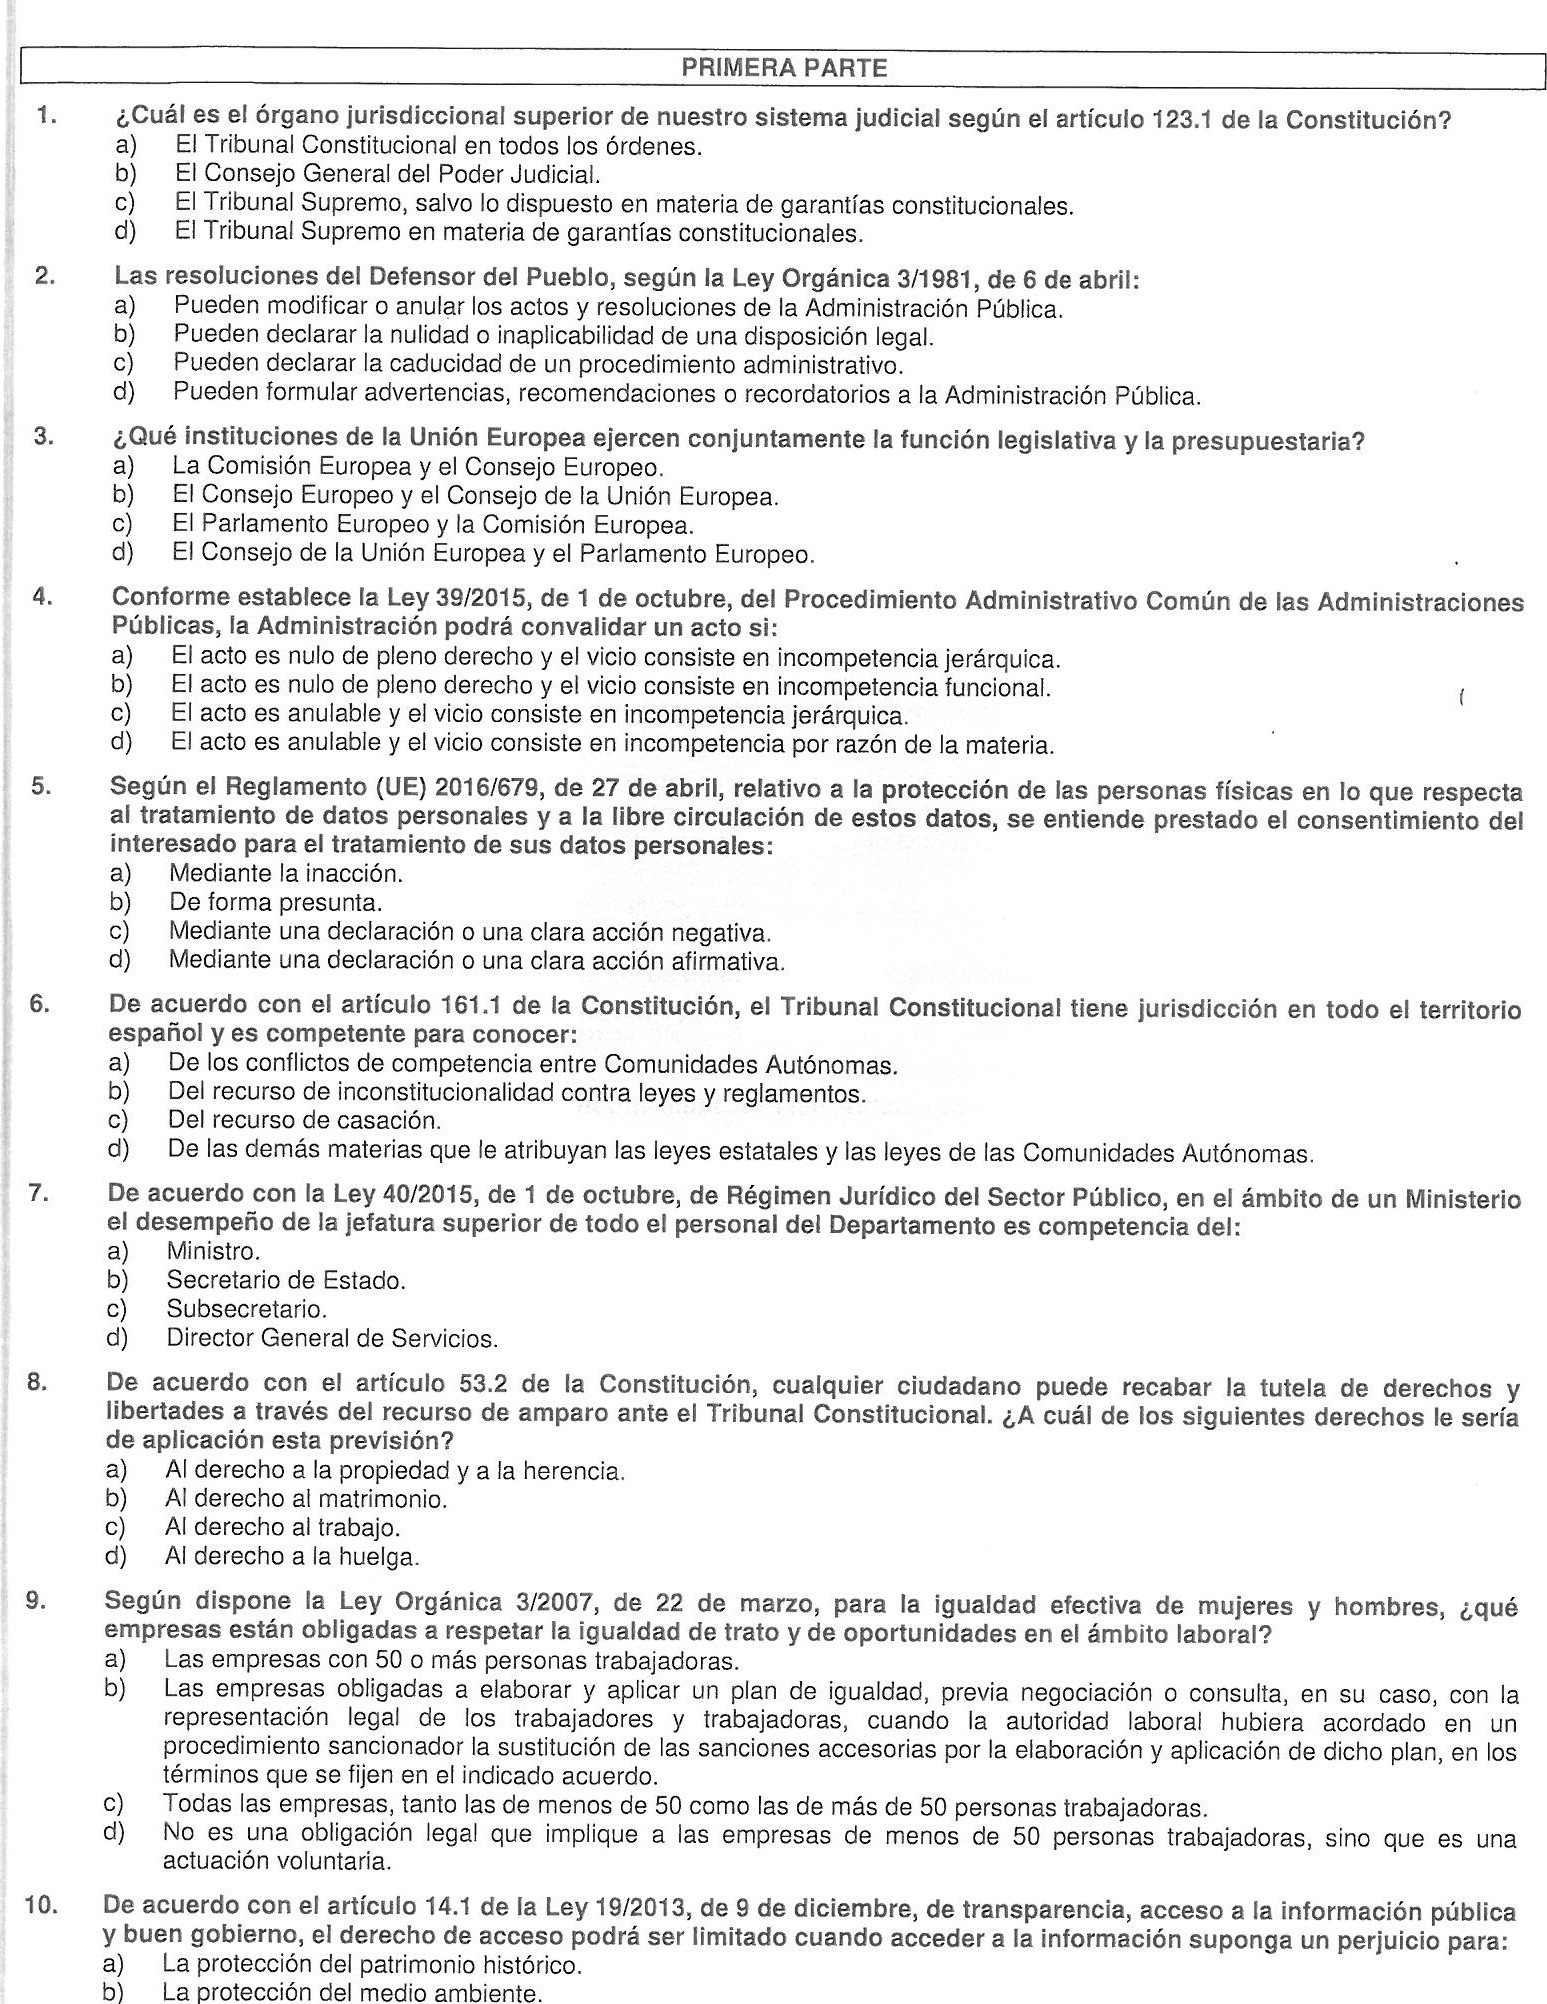 PRIMERA PARTE
1. ¿Cuál es el órgano jurisdiccional superior de nuestro sistema judicial según el artículo 123.1 de la Constitución?
a) El Tribunal Constitucional en todos los órdenes.
b) El Consejo General del Poder Judicial.
c) El Tribunal Supremo, salvo lo dispuesto en materia de garantías constitucionales.
d) El Tribunal Supremo en materia de garantías constitucionales.
2. Las resoluciones del Defensor del Pueblo, según la Ley Orgánica 3/1981, de 6 de abril:
a) Pueden modificar o anular los actos y resoluciones de la Administración Pública.
b) Pueden declarar la nulidad o inaplicabilidad de una disposición legal.
c) Pueden declarar la caducidad de un procedimiento administrativo.
d) Pueden formular advertencias, recomendaciones o recordatorios a la Administración Pública.
3. ¿Qué instituciones de la Unión Europea ejercen conjuntamente la función legislativa y la presupuestaria?
a) La Comisión Europea y el Consejo Europeo.
b) El Consejo Europeo y el Consejo de la Unión Europea.
c) El Parlamento Europeo y la Comisión Europea.
d) El Consejo de la Unión Europea y el Parlamento Europeo.
4. Conforme establece la Ley 39/2015, de 1 de octubre, del Procedimiento Administrativo Común de las Administraciones
Públicas, la Administración podrá convalidar un acto si:
a) El acto es nulo de pleno derecho y el vicio consiste en incompetencia jerárquica.
b) El acto es nulo de pleno derecho y el vicio consiste en incompetencia funcional.
c) El acto es anulable y el vicio consiste en incompetencia jerárquica.
d) El acto es anulable y el vicio consiste en incompetencia por razón de la materia.
5. Según el Reglamento (UE) 2016/679, de 27 de abril, relativo a la protección de las personas físicas en lo que respecta
al tratamiento de datos personales y a la libre circulación de estos datos, se entiende prestado el consentimiento del
interesado para el tratamiento de sus datos personales:
a) Mediante la inacción.
b) De forma presunta.
c) Mediante una declaración o una clara acción negativa.
d) Mediante una declaración o una clara acción afirmativa.
6. De acuerdo con el artículo 161.1 de la Constitución, el Tribunal Constitucional tiene jurisdicción en todo el territorio
español y es competente para conocer:
a) De los conflictos de competencia entre Comunidades Autónomas.
b) Del recurso de inconstitucionalidad contra leyes y reglamentos.
c) Del recurso de casación.
d) De las demás materias que le atribuyan las leyes estatales y las leyes de las Comunidades Autónomas.
7. De acuerdo con la Ley 40/2015, de 1 de octubre, de Régimen Jurídico del Sector Público, en el ámbito de un Ministerio
el desempeño de la jefatura superior de todo el personal del Departamento es competencia del:
a) Ministro.
b) Secretario de Estado.
c) Subsecretario.
d) Director General de Servicios.
8. De acuerdo con el artículo 53.2 de la Constitución, cualquier ciudadano puede recabar la tutela de derechos y
libertades a través del recurso de amparo ante el Tribunal Constitucional. ¿A cuál de los siguientes derechos le sería
de aplicación esta previsión?
a) Al derecho a la propiedad y a la herencia.
b) Al derecho al matrimonio.
c) Al derecho al trabajo.
d) Al derecho a la huelga.
9. Según dispone la Ley Orgánica 3/2007, de 22 de marzo, para la igualdad efectiva de mujeres y hombres, ¿qué
empresas están obligadas a respetar la igualdad de trato y de oportunidades en el ámbito laboral?
a) Las empresas con 50 o más personas trabajadoras.
b) Las empresas obligadas a elaborar y aplicar un plan de igualdad, previa negociación o consulta, en su caso, con la
representación legal de los trabajadores y trabajadoras, cuando la autoridad laboral hubiera acordado en un
procedimiento sancionador la sustitución de las sanciones accesorias por la elaboración y aplicación de dicho plan, en los
términos que se fijen en el indicado acuerdo.
c) Todas las empresas, tanto las de menos de 50 como las de más de 50 personas trabajadoras.
d) No es una obligación legal que implique a las empresas de menos de 50 personas trabajadoras, sino que es una
actuación voluntaria.
10. De acuerdo con el artículo 14.1 de la Ley 19/2013, de 9 de diciembre, de transparencia, acceso a la información pública
y buen gobierno, el derecho de acceso podrá ser limitado cuando acceder a la información suponga un perjuicio para:
a) La protección del patrimonio histórico.
b) La protección del medio ambiente.